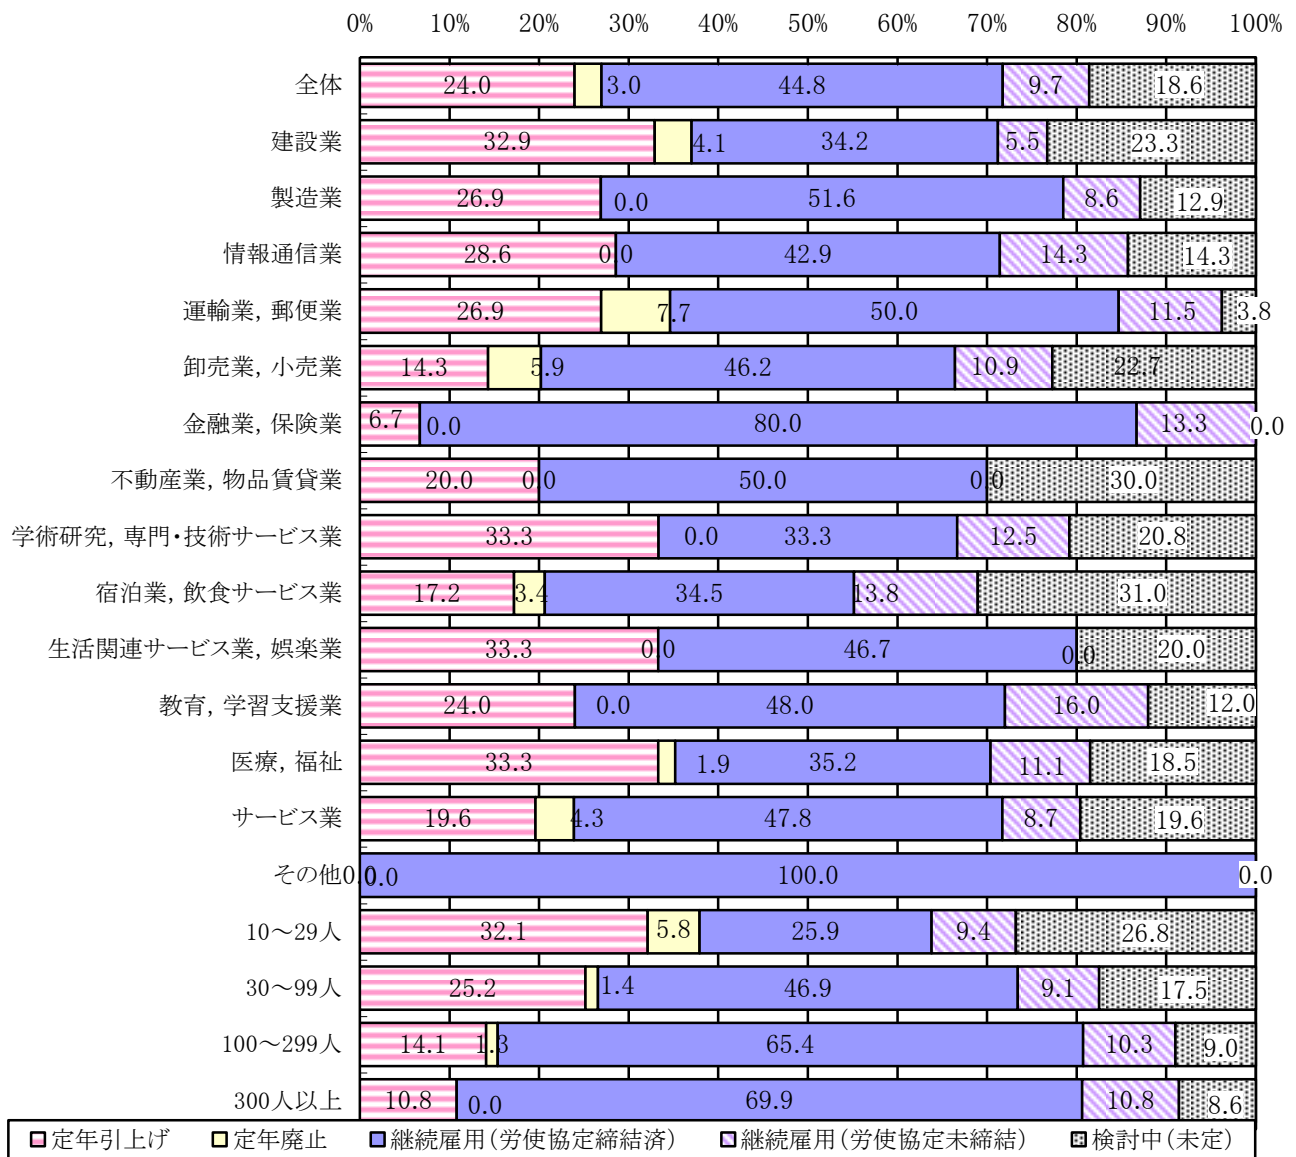 0% 10% 20% 30% 40% 50% 60% 70% 80% 90% 100%
全体 24.0 3.0 44.8 9.7 18.6
建設業 32.9 4.1 34.2 5.5 23.3
製造業 26.9 0.0 51.6 8.6 12.9
情報通信業 28.6 0.0 42.9 14.3 14.3
運輸業，郵便業 26.9 7.7 50.0 11.5 3.8
卸売業，小売業 14.3 5.9 46.2 10.9 22.7
金融業，保険業 6.7 0.0 80.0 13.3 0.0
不動産業，物品賃貸業 20.0 0.0 50.0 0.0 30.0
学術研究，専門・技術サービス業 33.3 0.0 33.3 12.5 20.8
宿泊業，飲食サービス業 17.2 3.4 34.5 13.8 31.0
生活関連サービス業，娯楽業 33.3 0.0 46.7 0.0 20.0
教育，学習支援業 24.0 0.0 48.0 16.0 12.0
医療，福祉 33.3 1.9 35.2 11.1 18.5
サービス業 19.6 4.3 47.8 8.7 19.6
その他 0.0 0.0 100.0 0.0
10～29人 32.1 5.8 25.9 9.4 26.8
30～99人 25.2 1.4 46.9 9.1 17.5
100～299人 14.1 1.3 65.4 10.3 9.0
300人以上 10.8 0.0 69.9 10.8 8.6
定年引上げ 定年廃止 継続雇用（労使協定締結済） 継続雇用（労使協定未締結） 検討中（未定）